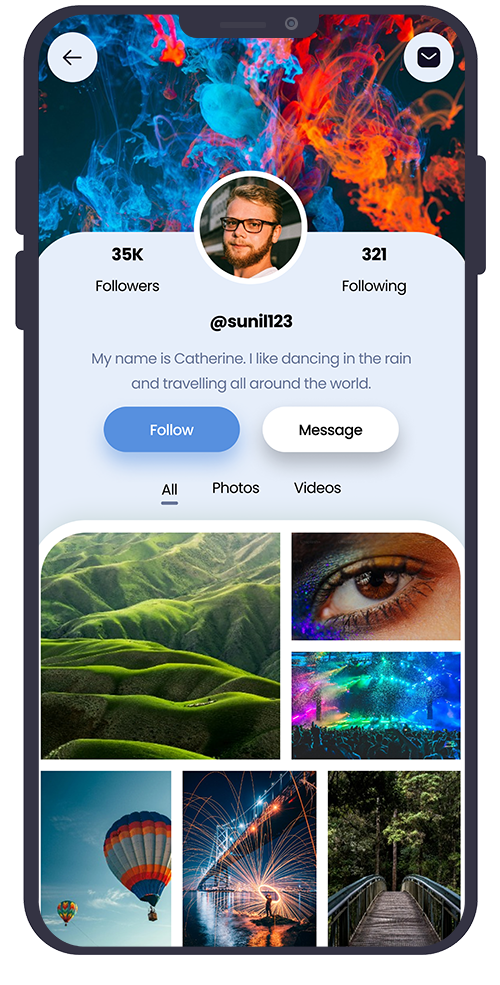 35K
321
Followers
Following
@sunil123
My name is Catherine. I like dancing in the rain
and travelling all around the world.
Follow
Message
All
Photos
Videos